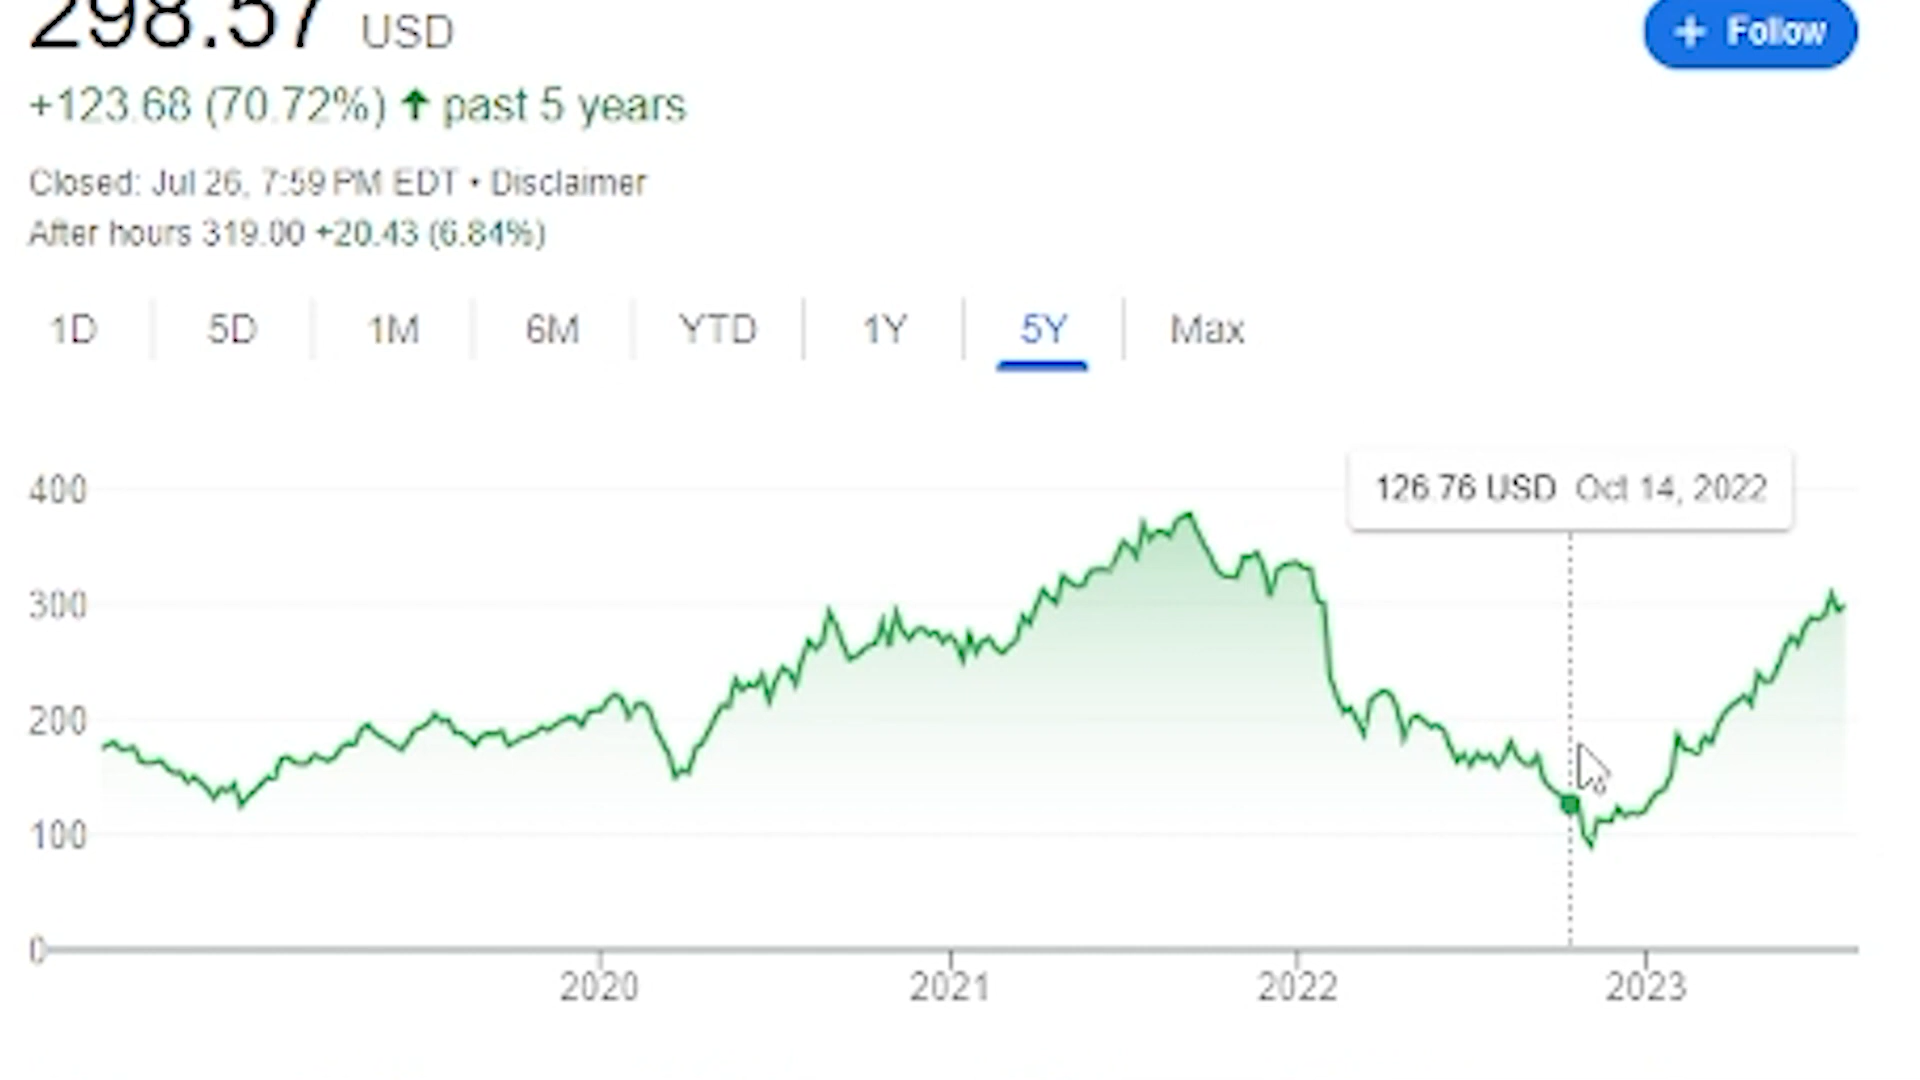 298.57 USD
+ Follow
+123.68 (70.72%) ↑ past 5 years
Closed: Jul 26, 7:59 PM EDT • Disclaimer
After hours 319.00 +20.43 (6.84%)
1D 5D 1M 6M YTD 1Y 5Y Max
126.76 USD Oct 14, 2022
400
300
200
100
0
2020 2021 2022 2023